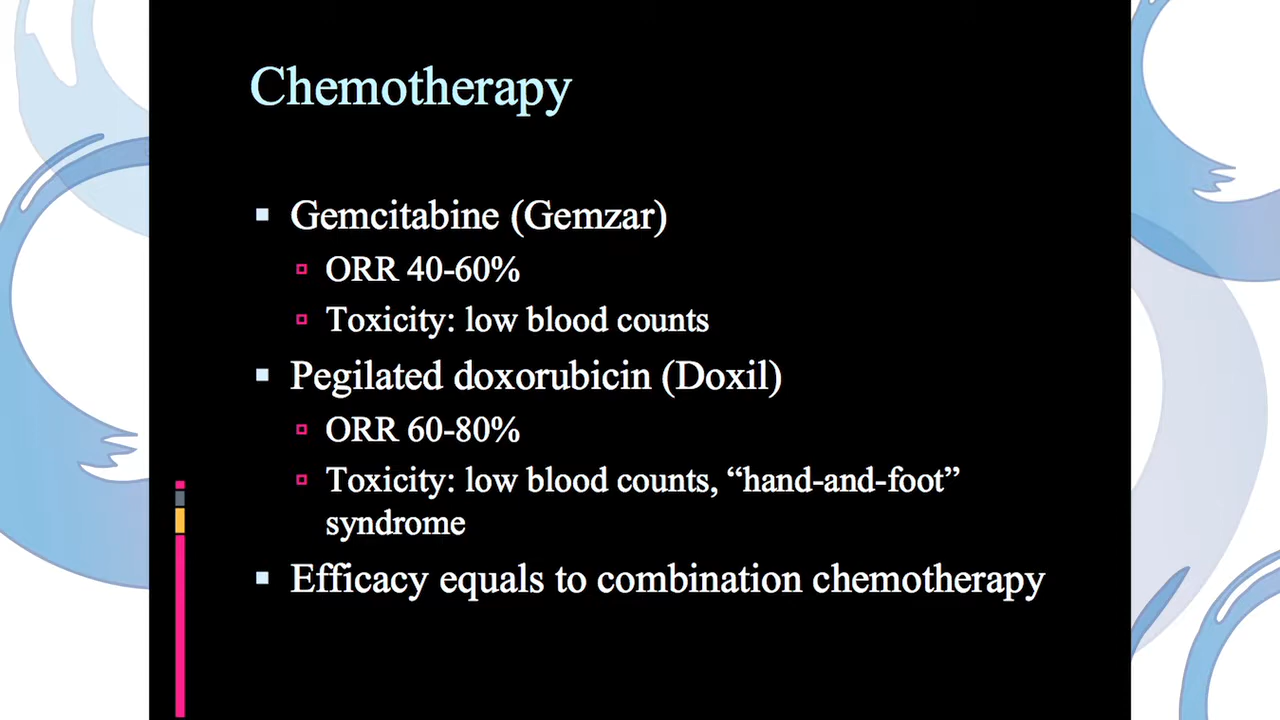 Chemotherapy
Gemcitabine (Gemzar)
ORR 40-60%
Toxicity: low blood counts
Pegilated doxorubicin (Doxil)
ORR 60-80%
Toxicity: low blood counts, “hand-and-foot”
syndrome
Efficacy equals to combination chemotherapy